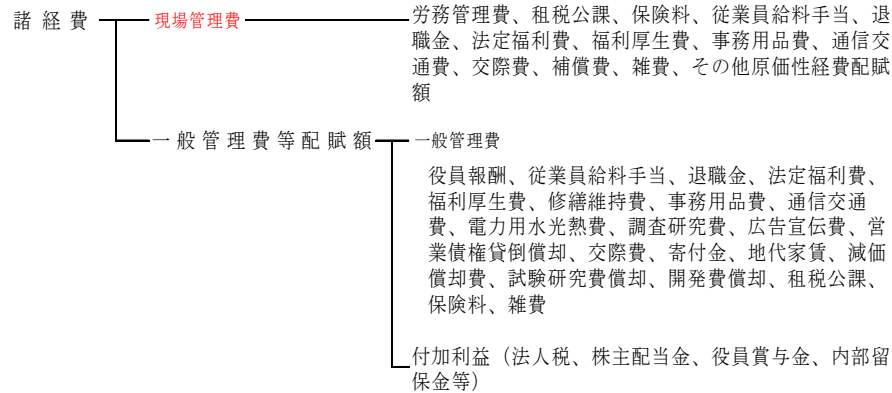 諸経費
現場管理費
労務管理費、租税公課、保険料、従業員給料手当、退
職金、法定福利費、福利厚生費、事務用品費、通信交
通費、交際費、補償費、雑費、その他原価性経費配賦
額
一般管理費等配賦額
一般管理費
役員報酬、従業員給料手当、退職金、法定福利費、
福利厚生費、修繕維持費、事務用品費、通信交通
費、電力用水光熱費、調査研究費、広告宣伝費、営
業債権貸倒償却、交際費、寄付金、地代家賃、減価
償却費、試験研究費償却、開発費償却、租税公課、
保険料、雑費
付加利益（法人税、株主配当金、役員賞与金、内部留
保金等）